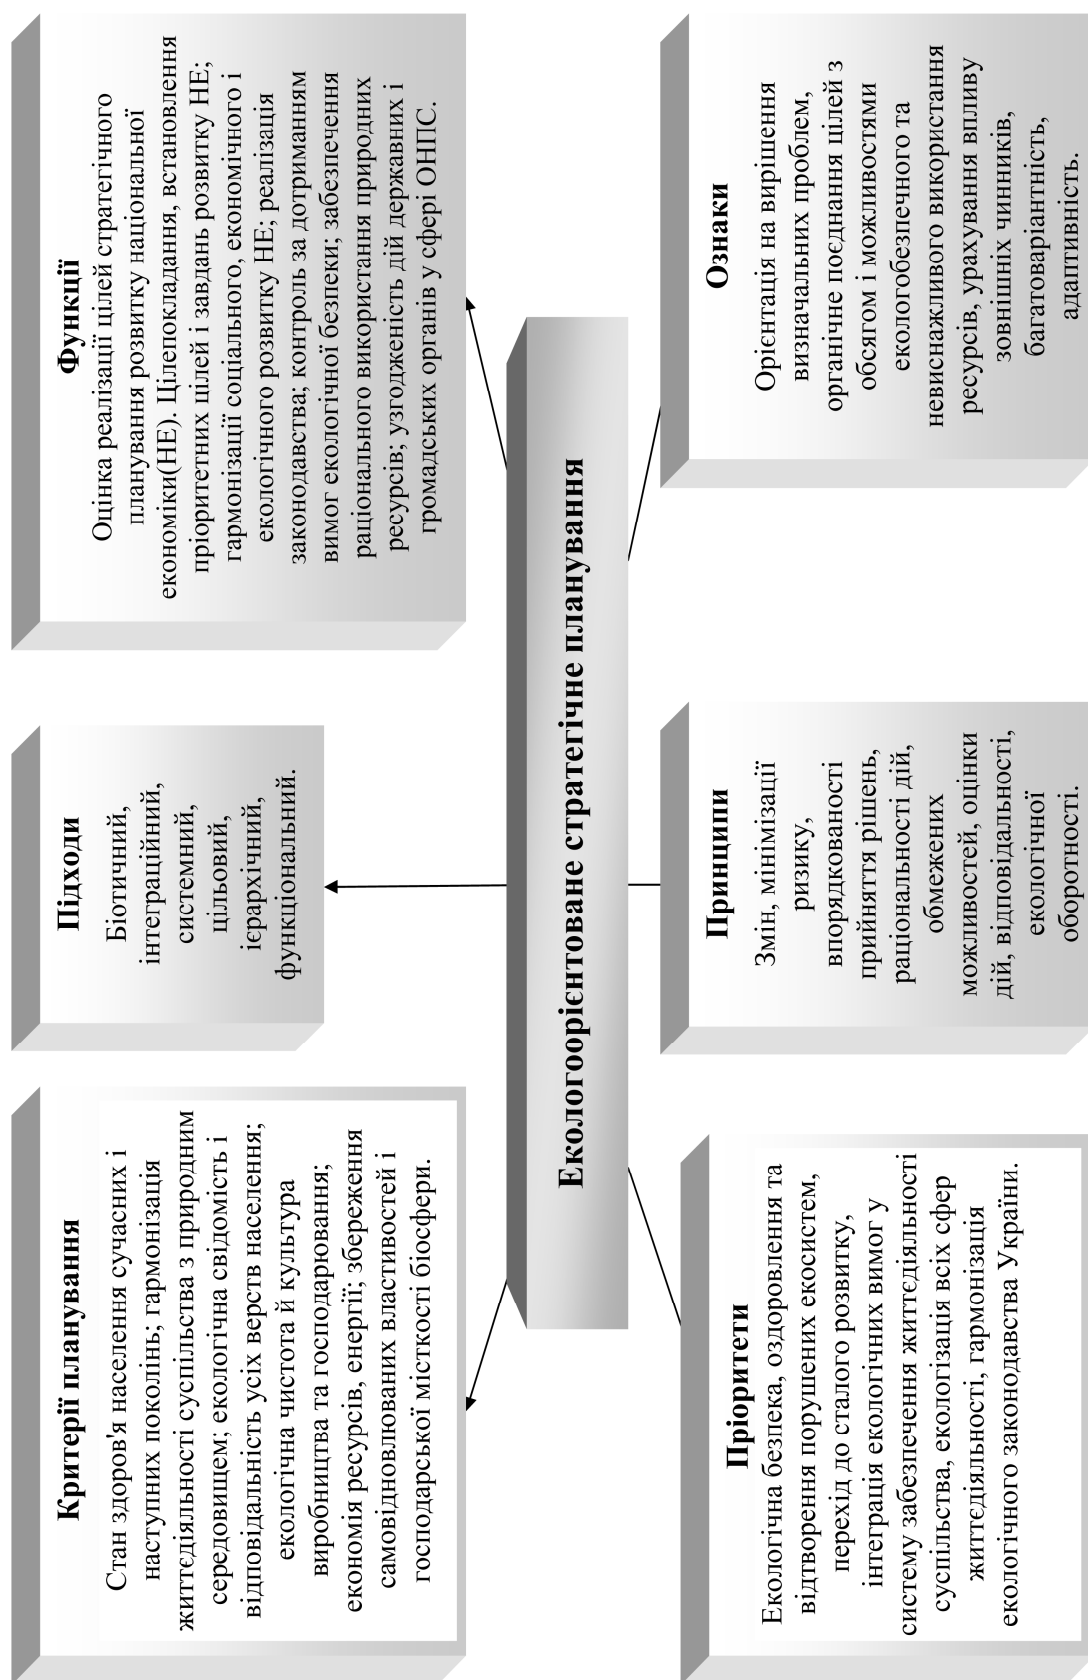 Критерії планування
Стан здоров'я населення сучасних і
наступних поколінь; гармонізація
життєдіяльності суспільства з природним
середовищем; екологічна свідомість і
відповідальність усіх верств населення;
екологічна чистота й культура
виробництва та господарювання;
економія ресурсів, енергії; збереження
самовідновлюваних властивостей і
господарської місткості біосфери.
Підходи
Біотичний,
інтеграційний,
системний,
цільовий,
ієрархічний,
функціональний.
Функції
Оцінка реалізації цілей стратегічного
планування розвитку національної
економіки(НЕ). Цілепокладання, встановлення
пріоритетних цілей і завдань розвитку НЕ;
гармонізації соціального, економічного і
екологічного розвитку НЕ; реалізація
законодавства; контроль за дотриманням
вимог екологічної безпеки; забезпечення
раціонального використання природних
ресурсів; узгодженість дій державних і
громадських органів у сфері ОНПС.
Екологоорієнтоване стратегічне планування
Пріоритети
Екологічна безпека, оздоровлення та
відтворення порушених екосистем,
перехід до сталого розвитку,
інтеграція екологічних вимог у
систему забезпечення життєдіяльності
суспільства, екологізація всіх сфер
життєдіяльності, гармонізація
екологічного законодавства України.
Принципи
Змін, мінімізації
ризику,
впорядкованості
прийняття рішень,
раціональності дій,
обмежених
можливостей, оцінки
дій, відповідальності,
екологічної
оборотності.
Ознаки
Орієнтація на вирішення
визначальних проблем,
органічне поєднання цілей з
обсягом і можливостями
екологобезпечного та
невиснажливого використання
ресурсів, урахування впливу
зовнішніх чинників,
багатоваріантність,
адаптивність.